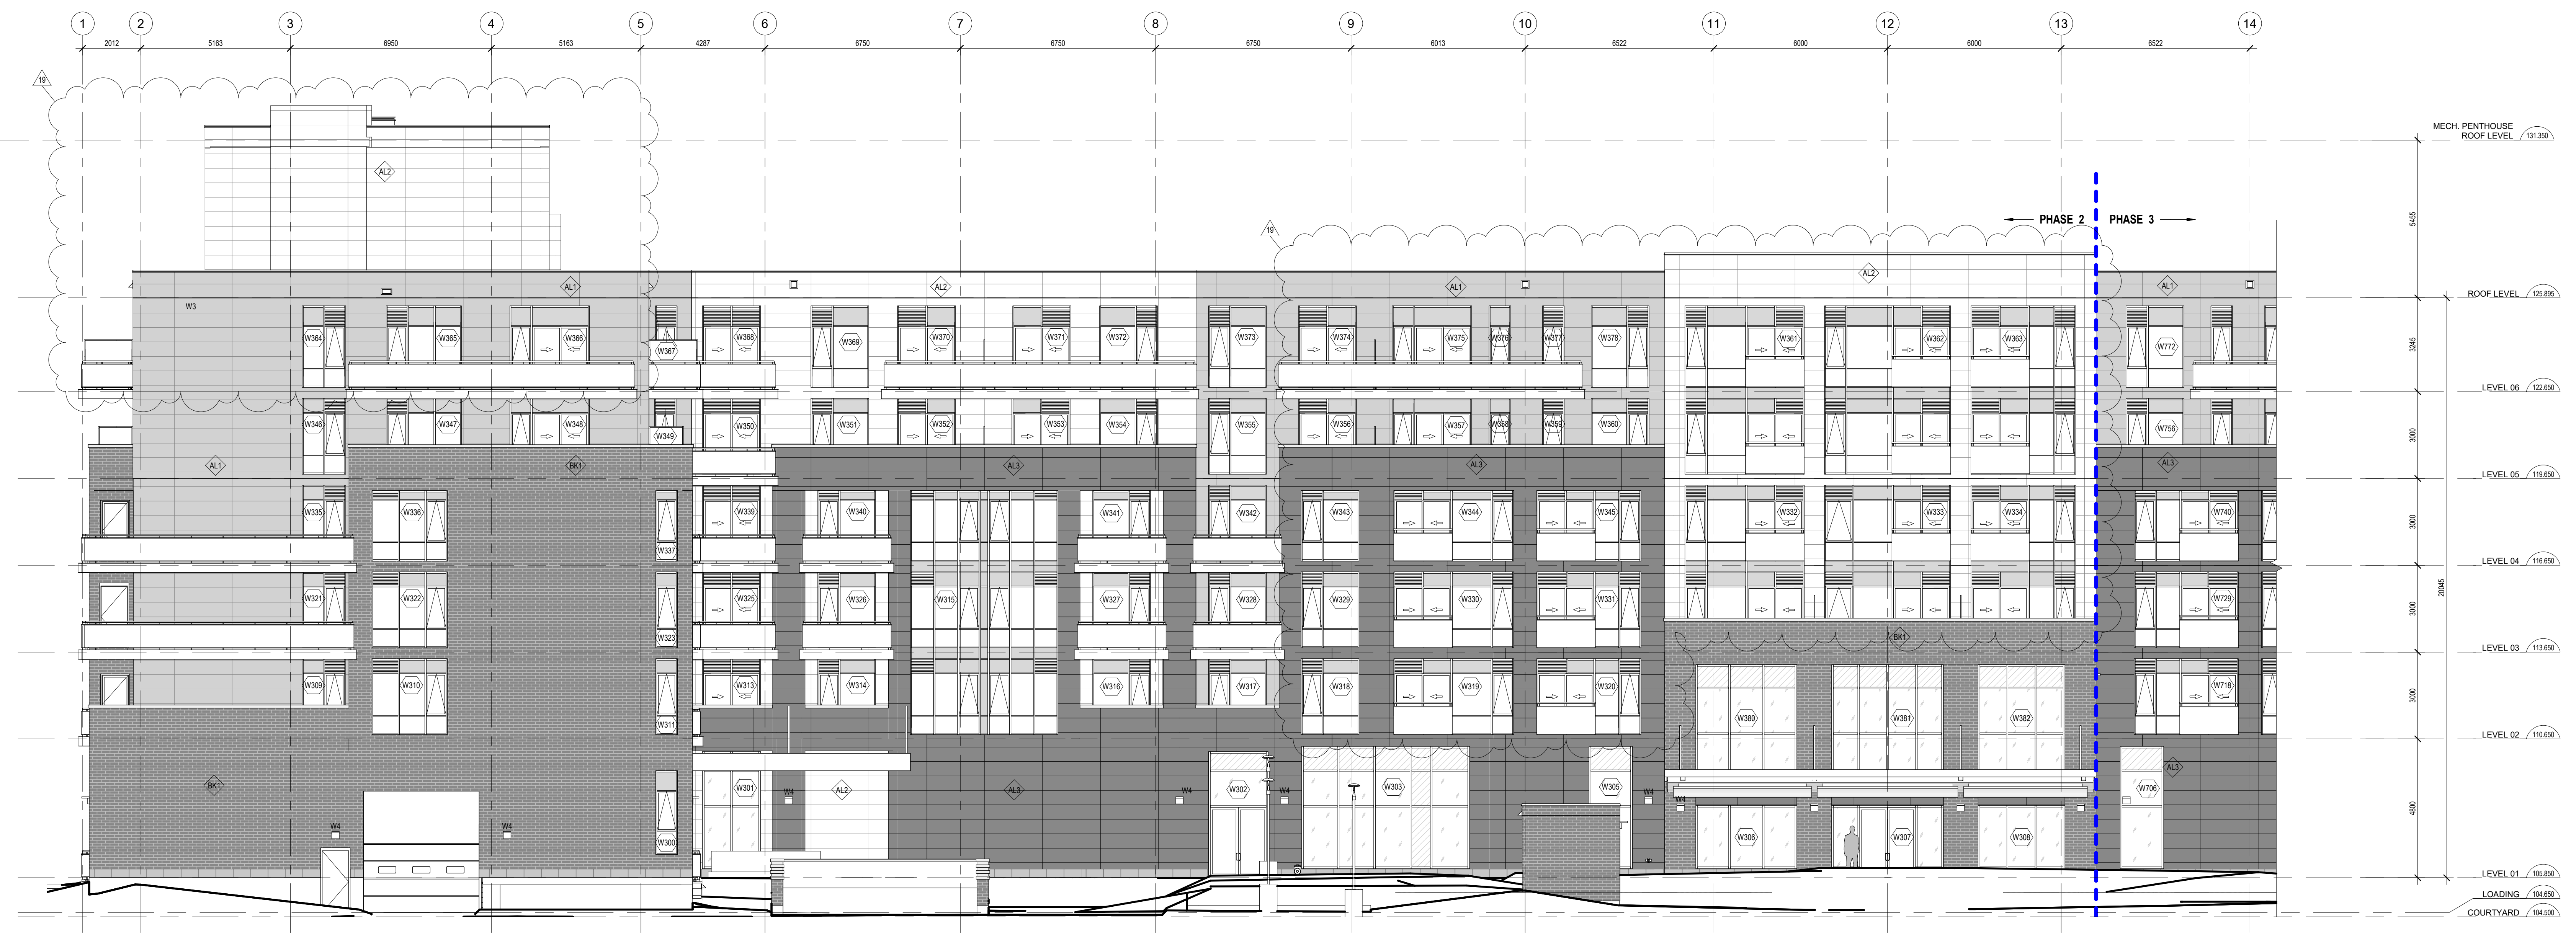 1 2 3 4 5 6 7 8 9 10 11 12 13 14
2012 5163 6950 5163 4287 6750 6750 6750 6013 6522 6000 6000 6522
19
MECH. PENTHOUSE
ROOF LEVEL 131.350
AL2
PHASE 2 PHASE 3
5455
19
AL2
AL1 AL2 AL1 AL1
ROOF LEVEL 125.895
W3
W364 W365 W366 W367 W368 W369 W370 W371 W372 W373 W374 W375 W376 W377 W378 W361 W362 W363 W772
3245
LEVEL 06 122.650
W346 W347 W348 W349 W350 W351 W352 W353 W354 W355 W356 W357 W358 W359 W360 W756
3000
AL1 BK1 AL3 AL3 AL3
LEVEL 05 119.650
W335 W336 W337 W339 W340 W341 W342 W343 W344 W345 W332 W333 W334 W740
3000
LEVEL 04 116.650
20045
W321 W322 W323 W325 W326 W315 W327 W328 W329 W330 W331 W729
3000
BK1
LEVEL 03 113.650
W309 W310 W311 W313 W314 W316 W317 W318 W319 W320 W718
3000
W380 W381 W382
LEVEL 02 110.650
AL3
BK1 W301 AL2 AL3 W302 W303 W305 W706
W4 W4 W4 W4 W4
4800
W4 W4 W300 W306 W307 W308
LEVEL 01 105.850
LOADING 104.650
COURTYARD 104.500